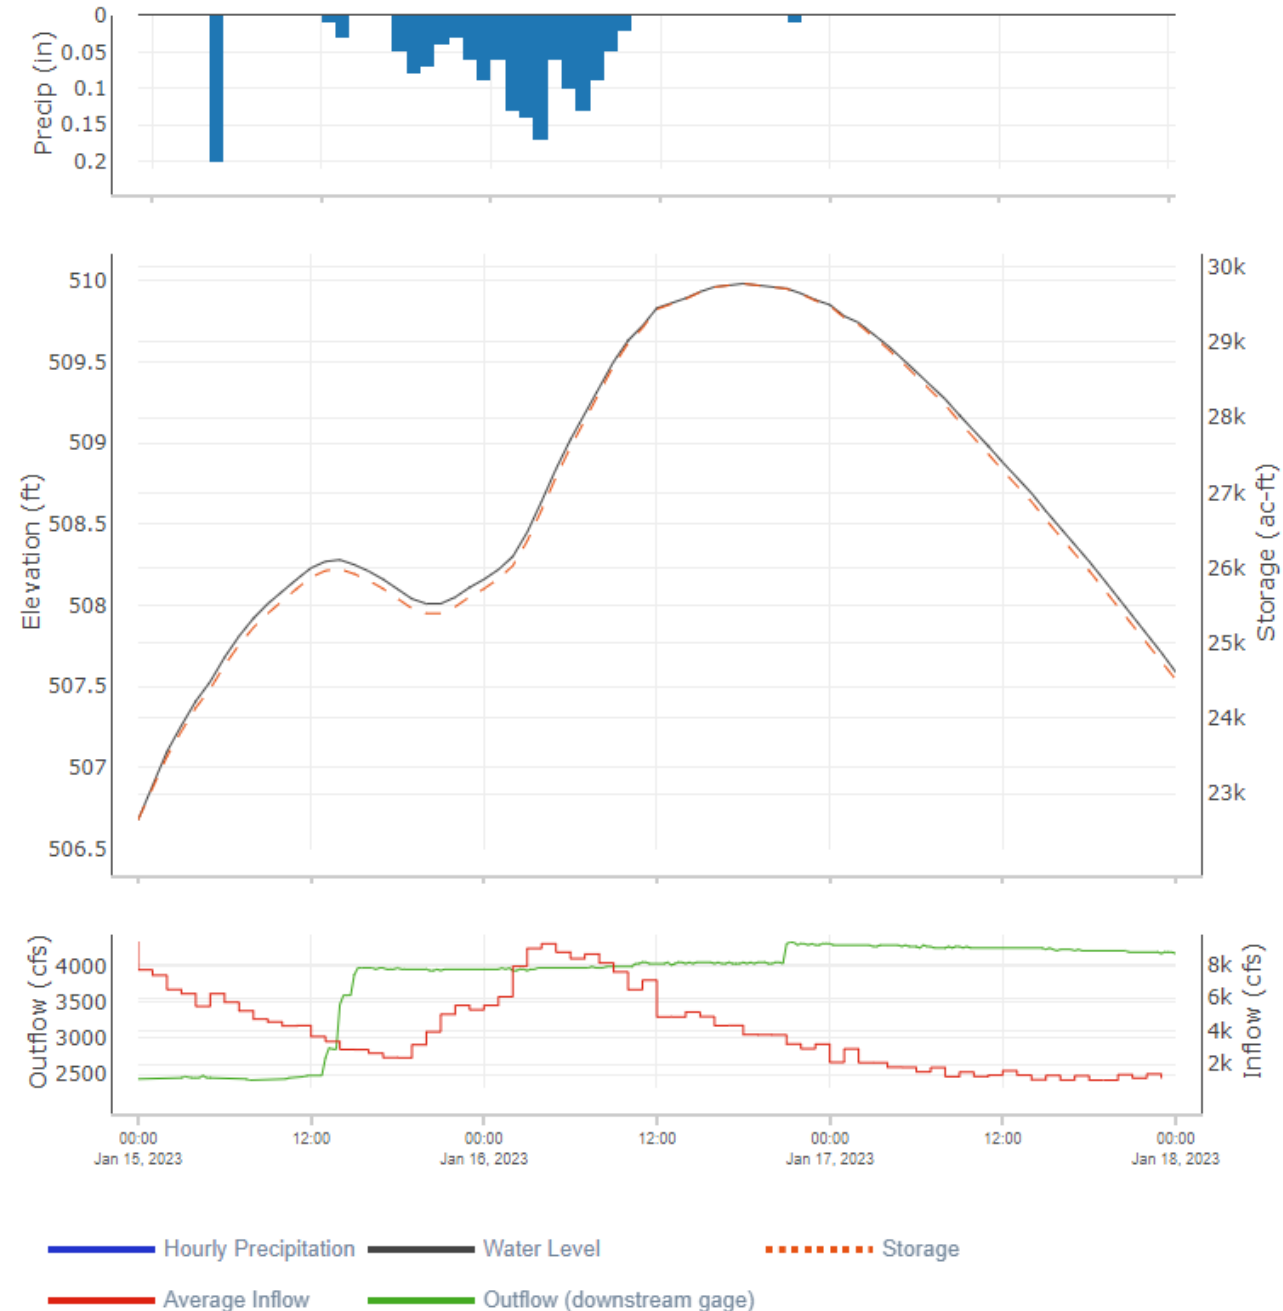 Precip (in)
0
0.05
0.1
0.15
0.2
Elevation (ft)
510
509.5
509
508.5
508
507.5
507
506.5
Storage (ac-ft)
30k
29k
28k
27k
26k
25k
24k
23k
Outflow (cfs)
4000
3500
3000
2500
Inflow (cfs)
8k
6k
4k
2k
00:00 12:00 00:00 12:00 00:00 12:00 00:00
Jan 15, 2023 Jan 16, 2023 Jan 17, 2023 Jan 18, 2023
Hourly Precipitation Water Level Storage
Average Inflow Outflow (downstream gage)